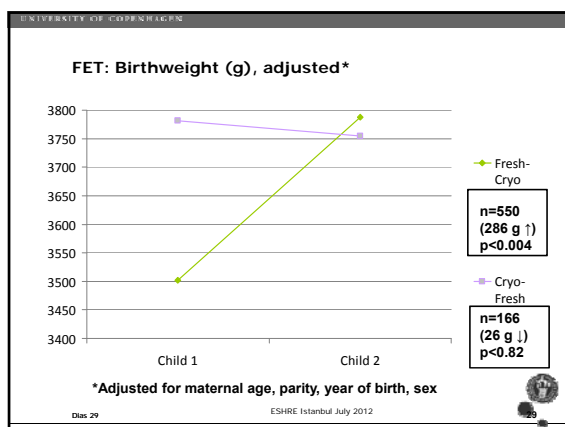 UNIVERSITY OF COPENHAGEN
FET: Birthweight (g), adjusted*
3800
3750
3700
3650
3600
3550
3500
3450
3400
Child 1 Child 2
Fresh-
Cryo
n=550
(286 g ↑)
p<0.004
Cryo-
Fresh
n=166
(26 g ↓)
p<0.82
*Adjusted for maternal age, parity, year of birth, sex
Dias 29 ESHRE Istanbul July 2012 29